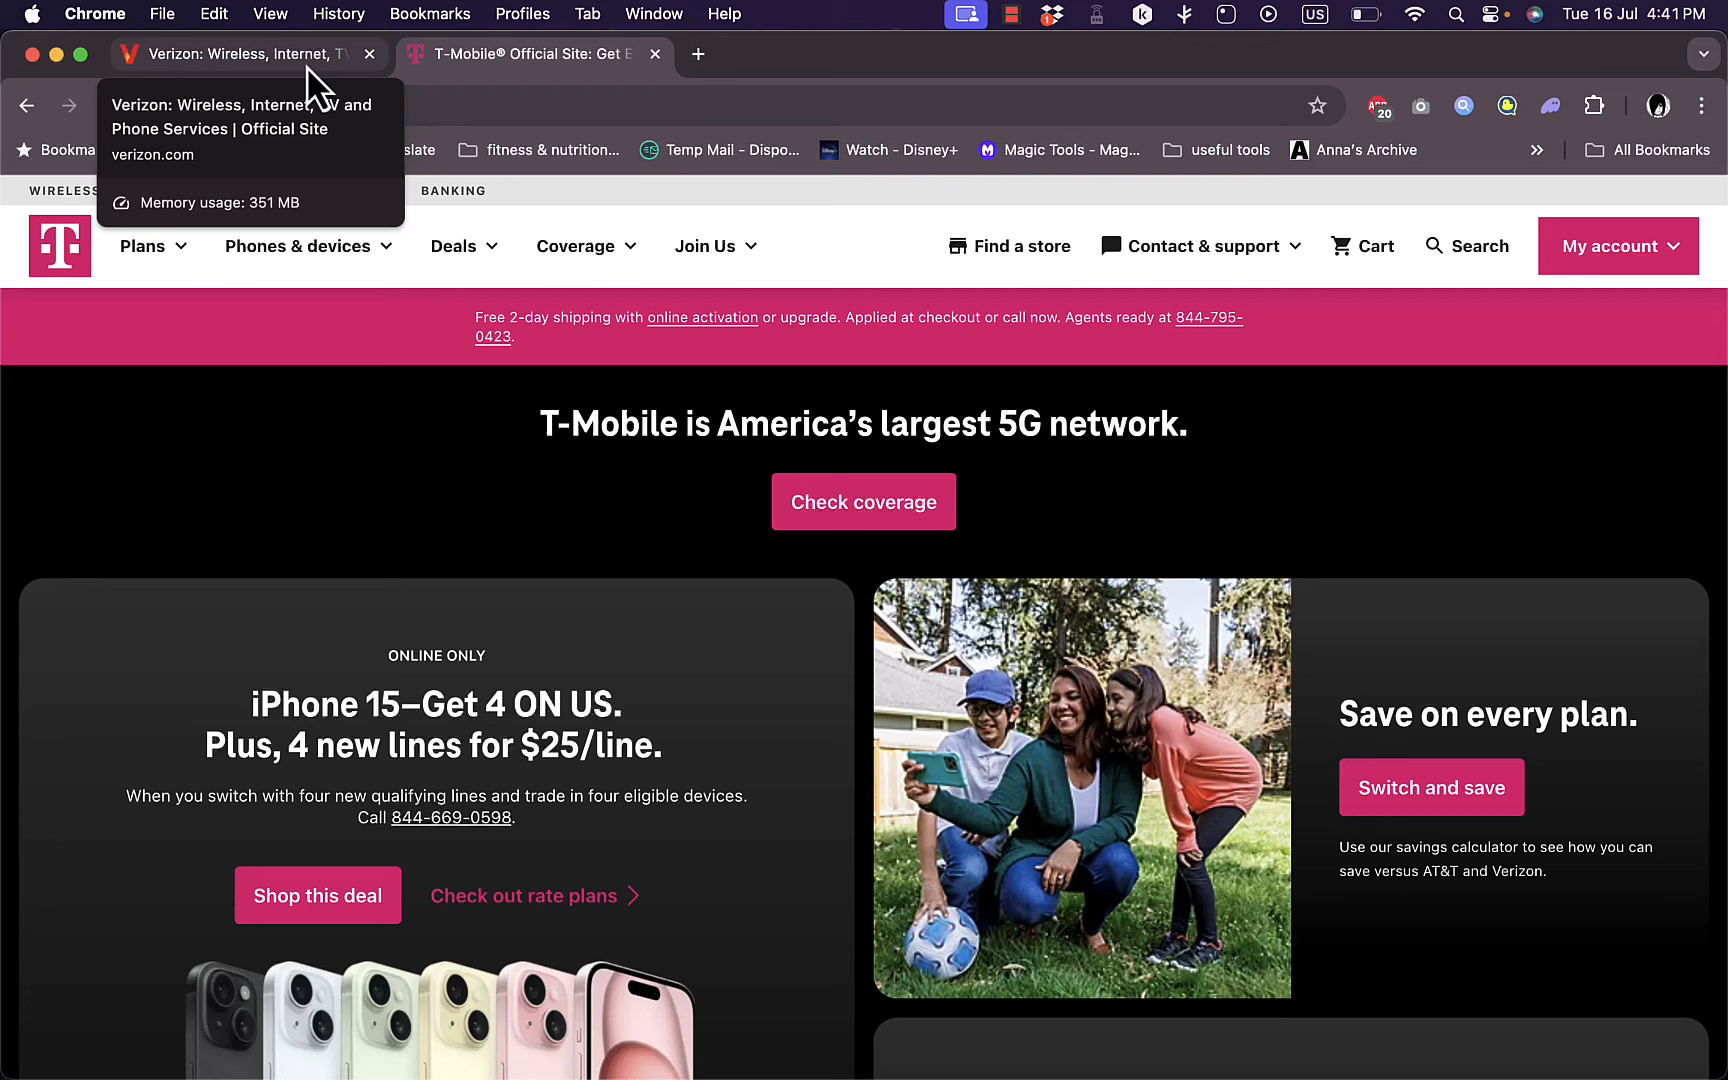 Chrome File Edit View History Bookmarks Profiles Tab Window Help
1 US Tue 16 Jul 4:41 PM
Verizon: Wireless, Internet, TV
T-Mobile® Official Site: Get E
Verizon: Wireless, Internet, TV and
Phone Services | Official Site
verizon.com
Memory usage: 351 MB
20
Bookma
slate
fitness & nutrition...
Temp Mail - Dispo...
Watch - Disney+
Magic Tools - Mag...
useful tools
Anna's Archive
All Bookmarks
WIRELESS
BANKING
T
Plans
Phones & devices
Deals
Coverage
Join Us
Find a store
Contact & support
Cart
Search
My account
Free 2-day shipping with online activation or upgrade. Applied at checkout or call now. Agents ready at 844-795-
0423.
T-Mobile is America's largest 5G network.
Check coverage
ONLINE ONLY
iPhone 15–Get 4 ON US.
Plus, 4 new lines for $25/line.
When you switch with four new qualifying lines and trade in four eligible devices.
Call 844-669-0598.
Shop this deal
Check out rate plans
Save on every plan.
Switch and save
Use our savings calculator to see how you can
save versus AT&T and Verizon.